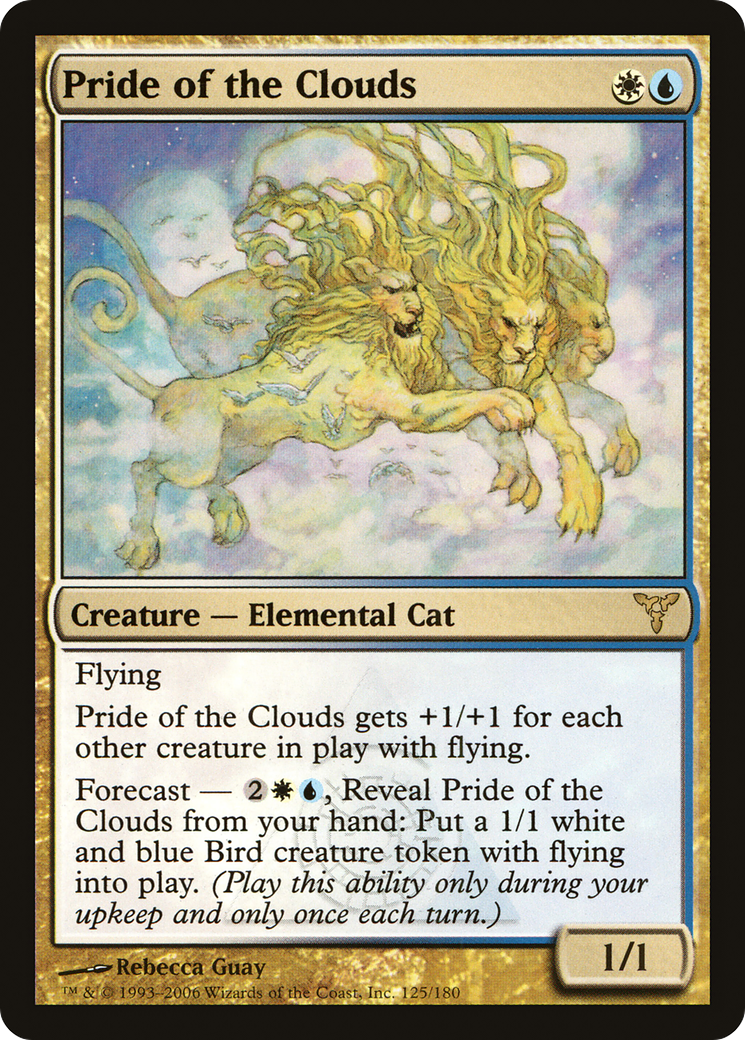 Pride of the Clouds
Creature — Elemental Cat
Flying
Pride of the Clouds gets +1/+1 for each
other creature in play with flying.
Forecast — 2, Reveal Pride of the
Clouds from your hand: Put a 1/1 white
and blue Bird creature token with flying
into play. (Play this ability only during your
upkeep and only once each turn.)
1/1
Rebecca Guay
™ & © 1993–2006 Wizards of the Coast, Inc. 125/180